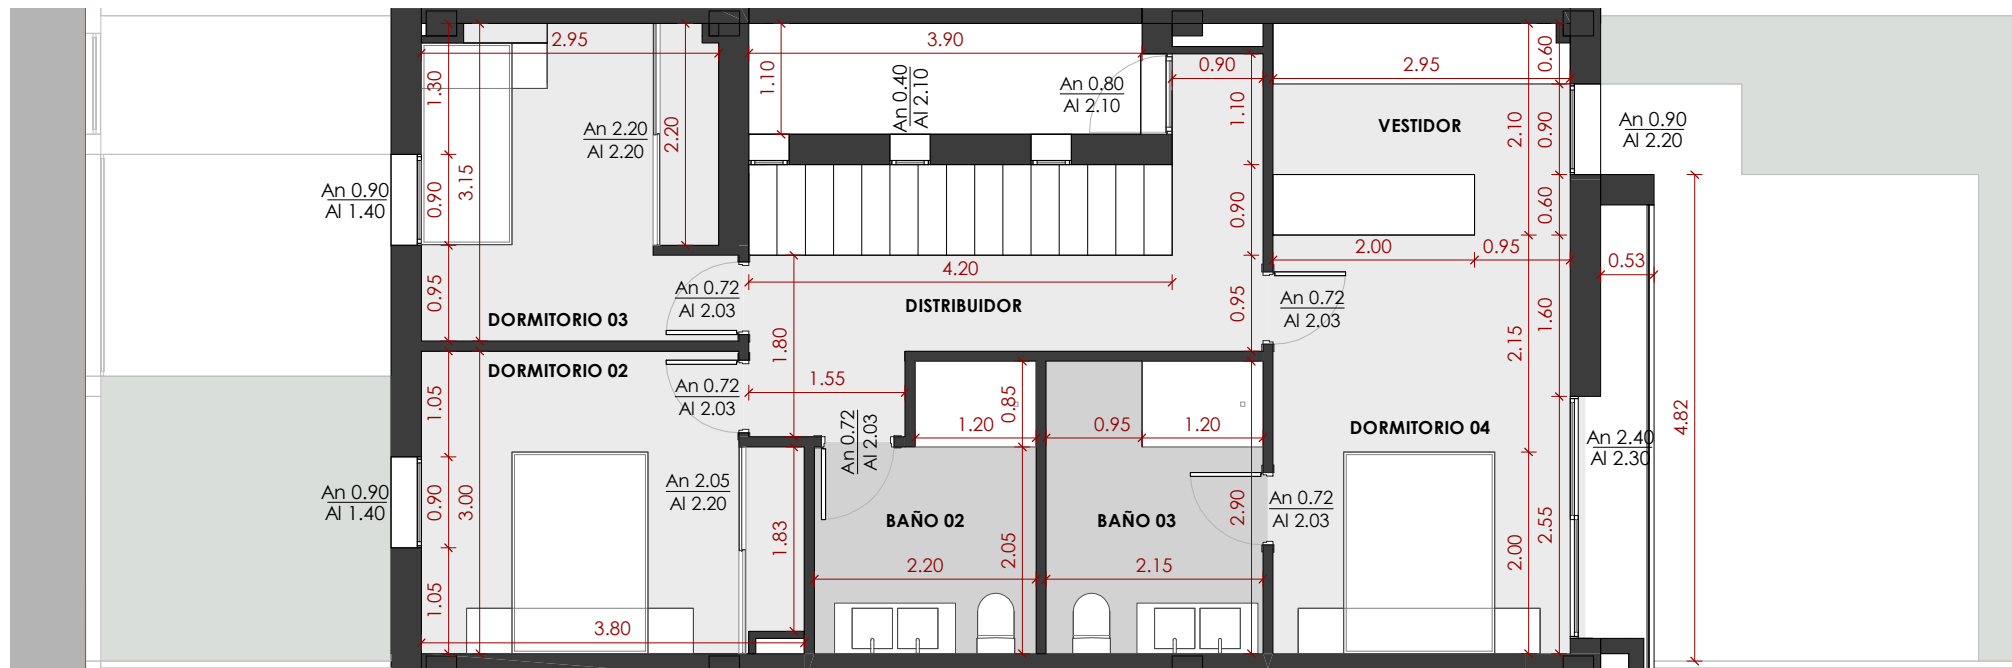 2.95
3.90
0.90
2.95
0.60
1.30
1.10
An 0.40
Al 2.10
An 0.80
Al 2.10
1.10
2.10
0.90
An 0.90
Al 2.20
VESTIDOR
An 2.20
Al 2.20
2.20
An 0.90
Al 1.40
0.90
3.15
0.90
0.60
2.00
0.95
0.53
0.95
An 0.72
Al 2.03
4.20
DISTRIBUIDOR
0.95
An 0.72
Al 2.03
1.60
DORMITORIO 03
1.80
2.15
DORMITORIO 02
An 0.72
Al 2.03
1.55
0.85
1.05
1.20
0.95
1.20
DORMITORIO 04
4.82
An 0.72
Al 2.03
An 2.40
Al 2.30
An 0.90
Al 1.40
0.90
3.00
An 2.05
Al 2.20
1.83
BAÑO 02
BAÑO 03
2.90
An 0.72
Al 2.03
2.55
2.05
2.00
2.20
2.15
1.05
3.80